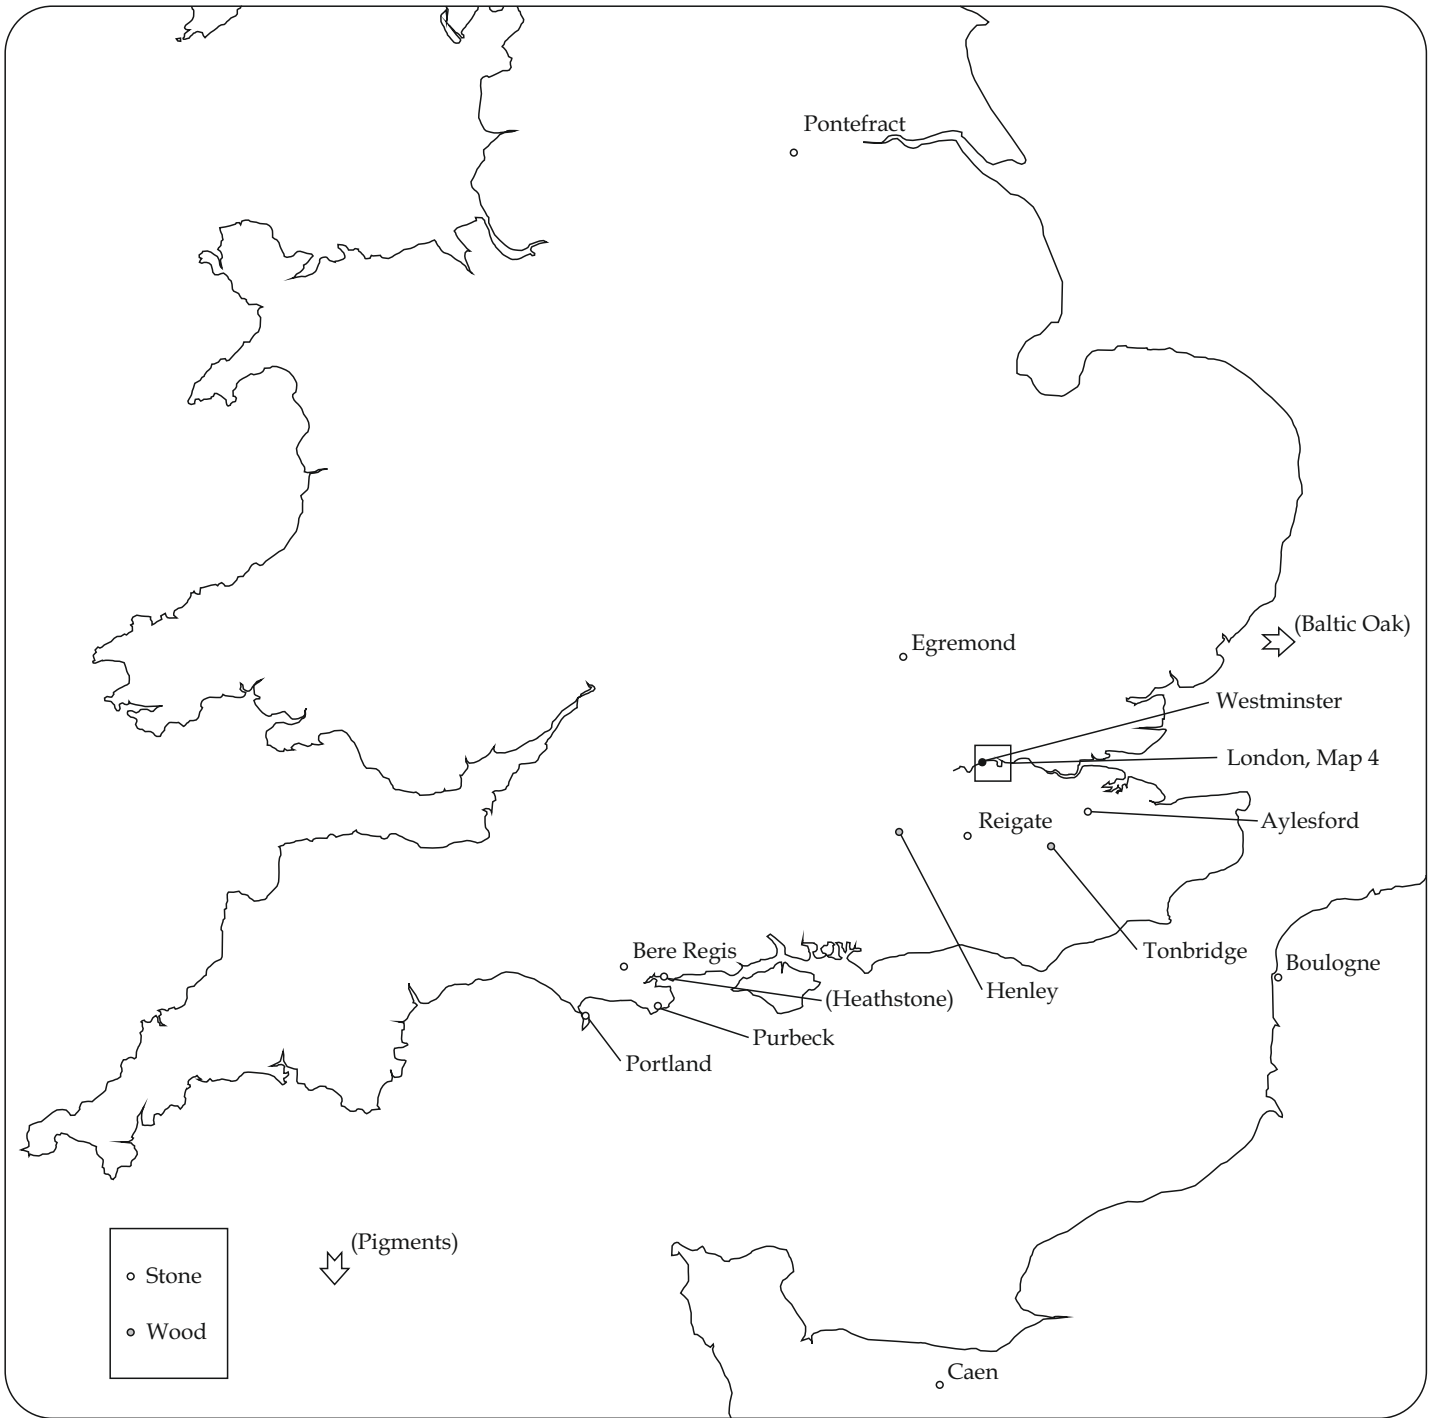 Pontefract
(Baltic Oak)
Egremond
Westminster
London, Map 4
Reigate
Aylesford
Bere Regis
Tonbridge
Boulogne
Henley
(Heathstone)
Purbeck
Portland
(Pigments)
Stone
Wood
Caen